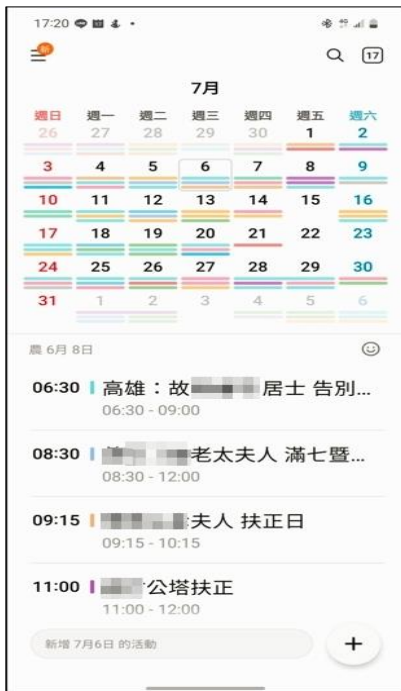 17:20
新
17
7月
週日 週一 週二 週三 週四 週五 週六
26 27 28 29 30 1 2
3 4 5 6 7 8 9
10 11 12 13 14 15 16
17 18 19 20 21 22 23
24 25 26 27 28 29 30
31 1 2 3 4 5 6
農 6月 8日
06:30 高雄：故 居士 告別...
06:30 - 09:00
08:30 老太夫人 滿七暨...
08:30 - 12:00
09:15 夫人 扶正日
09:15 - 10:15
11:00 公塔扶正
11:00 - 12:00
新增 7月6日 的活動
+